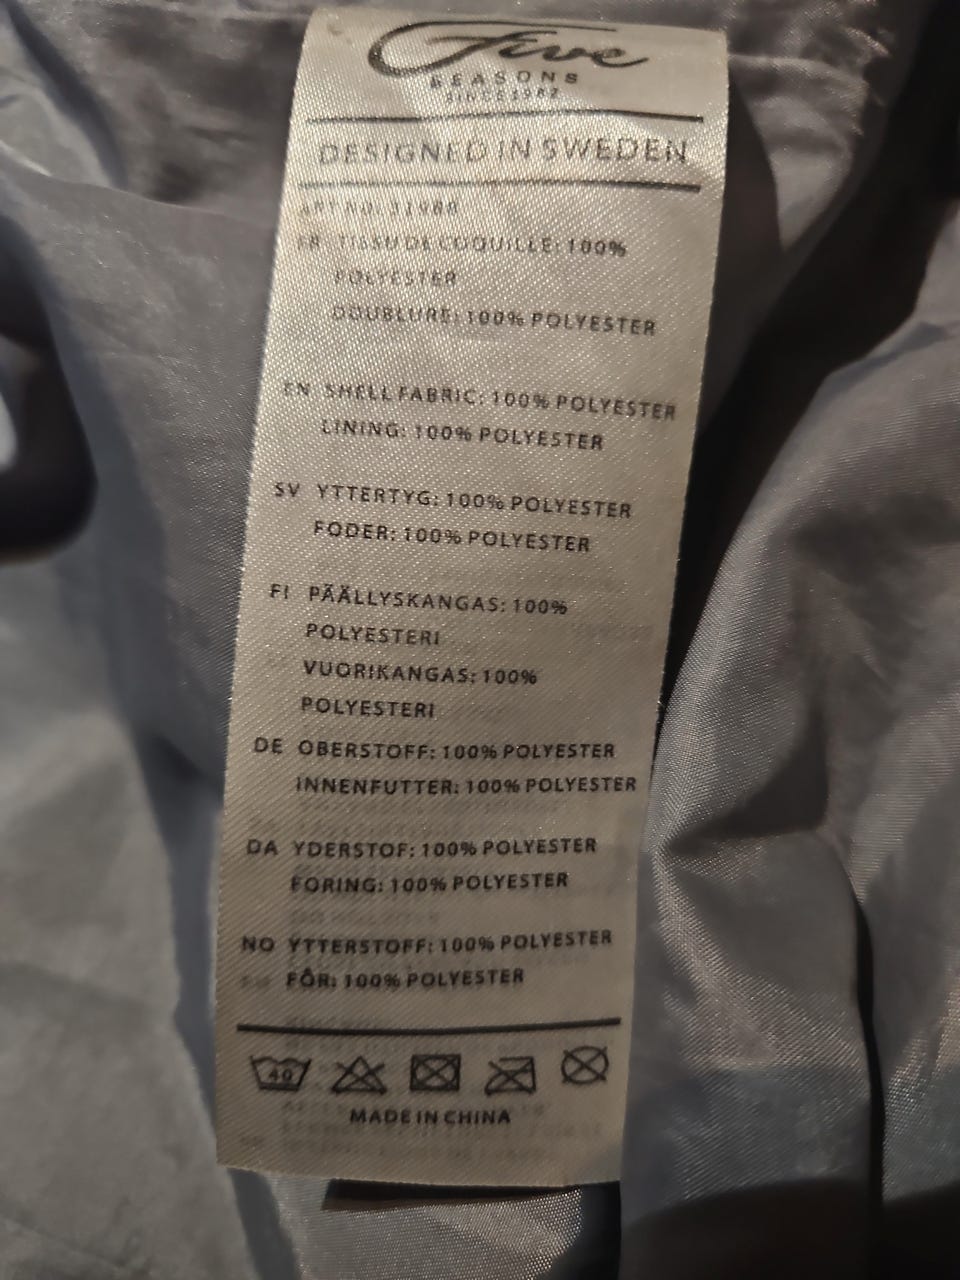 Five
SEASONS
SINCE 1982
DESIGNED IN SWEDEN
ART NO: 31988
FR TISSU DE COQUILLE: 100%
POLYESTER
DOUBLURE: 100% POLYESTER
EN SHELL FABRIC: 100% POLYESTER
LINING: 100% POLYESTER
SV YTTERTYG: 100% POLYESTER
FODER: 100% POLYESTER
FI PÄÄLLYSKANGAS: 100%
POLYESTERI
VUORIKANGAS: 100%
POLYESTERI
DE OBERSTOFF: 100% POLYESTER
INNENFUTTER: 100% POLYESTER
DA YDERSTOF: 100% POLYESTER
FORING: 100% POLYESTER
NO YTTERSTOFF: 100% POLYESTER
FÔR: 100% POLYESTER
40
MADE IN CHINA